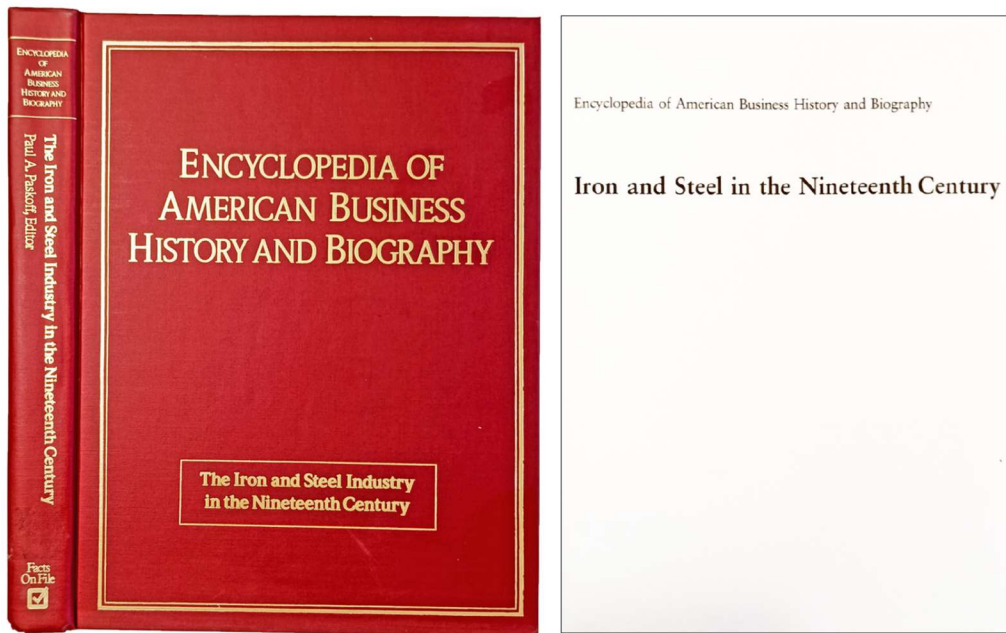 ENCYCLOPEDIA
OF
AMERICAN
BUSINESS
HISTORY AND
BIOGRAPHY
The Iron and Steel Industry in the Nineteenth Century
Paul A. Paskoff, Editor
Facts
On File
ENCYCLOPEDIA OF
AMERICAN BUSINESS
HISTORY AND BIOGRAPHY
The Iron and Steel Industry
in the Nineteenth Century
Encyclopedia of American Business History and Biography
Iron and Steel in the Nineteenth Century